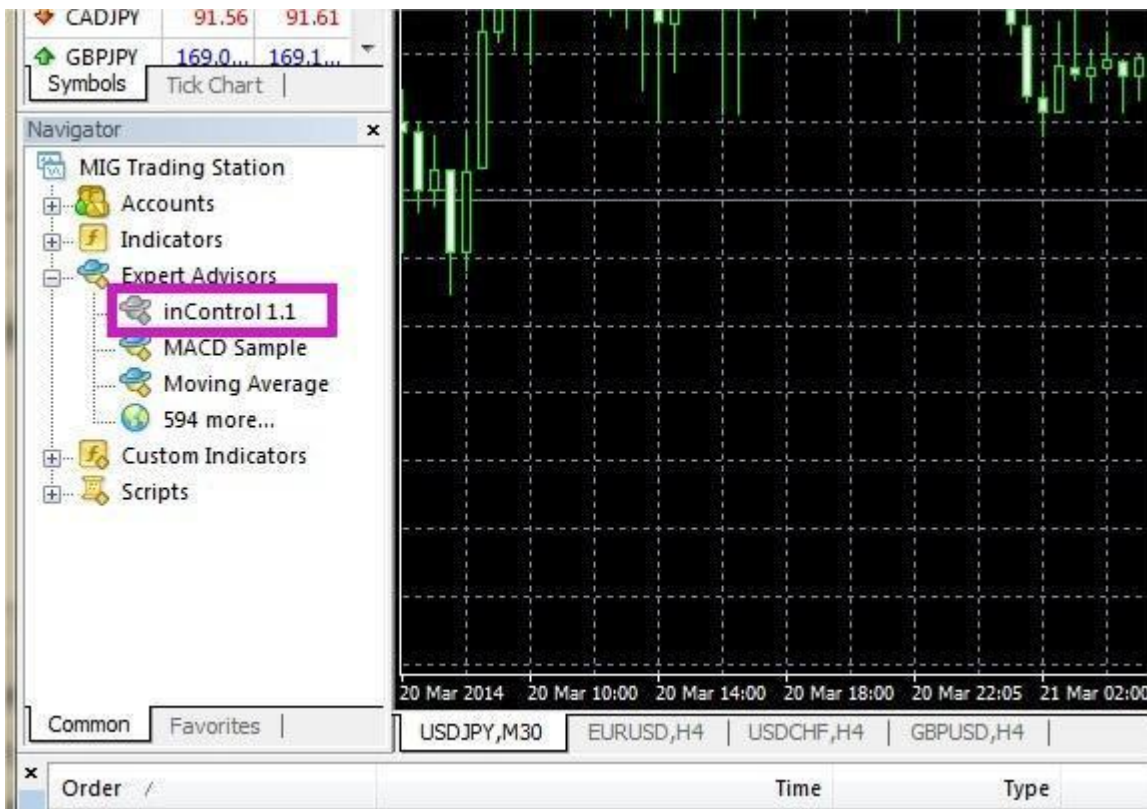 CADJPY 91.56 91.61
GBPJPY 169.0... 169.1...
Symbols Tick Chart
Navigator
MIG Trading Station
Accounts
Indicators
Expert Advisors
inControl 1.1
MACD Sample
Moving Average
594 more...
Custom Indicators
Scripts
Common Favorites
20 Mar 2014 20 Mar 10:00 20 Mar 14:00 20 Mar 18:00 20 Mar 22:05 21 Mar 02:00
USDJPY,M30 EURUSD,H4 USDCHF,H4 GBPUSD,H4
Order Time Type